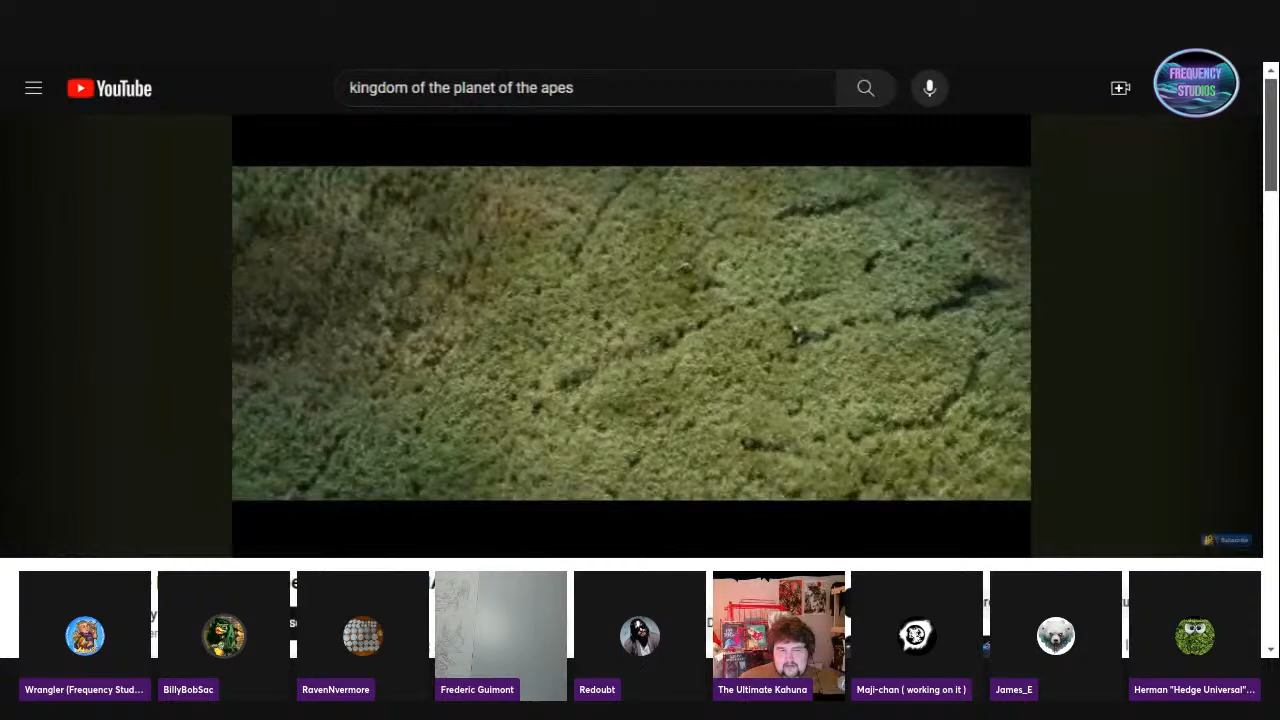 YouTube
kingdom of the planet of the apes
FREQUENCY
STUDIOS
Subscribe
Wrangler (Frequency Stud...
BillyBobSac
RavenNvermore
Frederic Guimont
Redoubt
The Ultimate Kahuna
Maji-chan ( working on it )
James_E
Herman "Hedge Universal"...